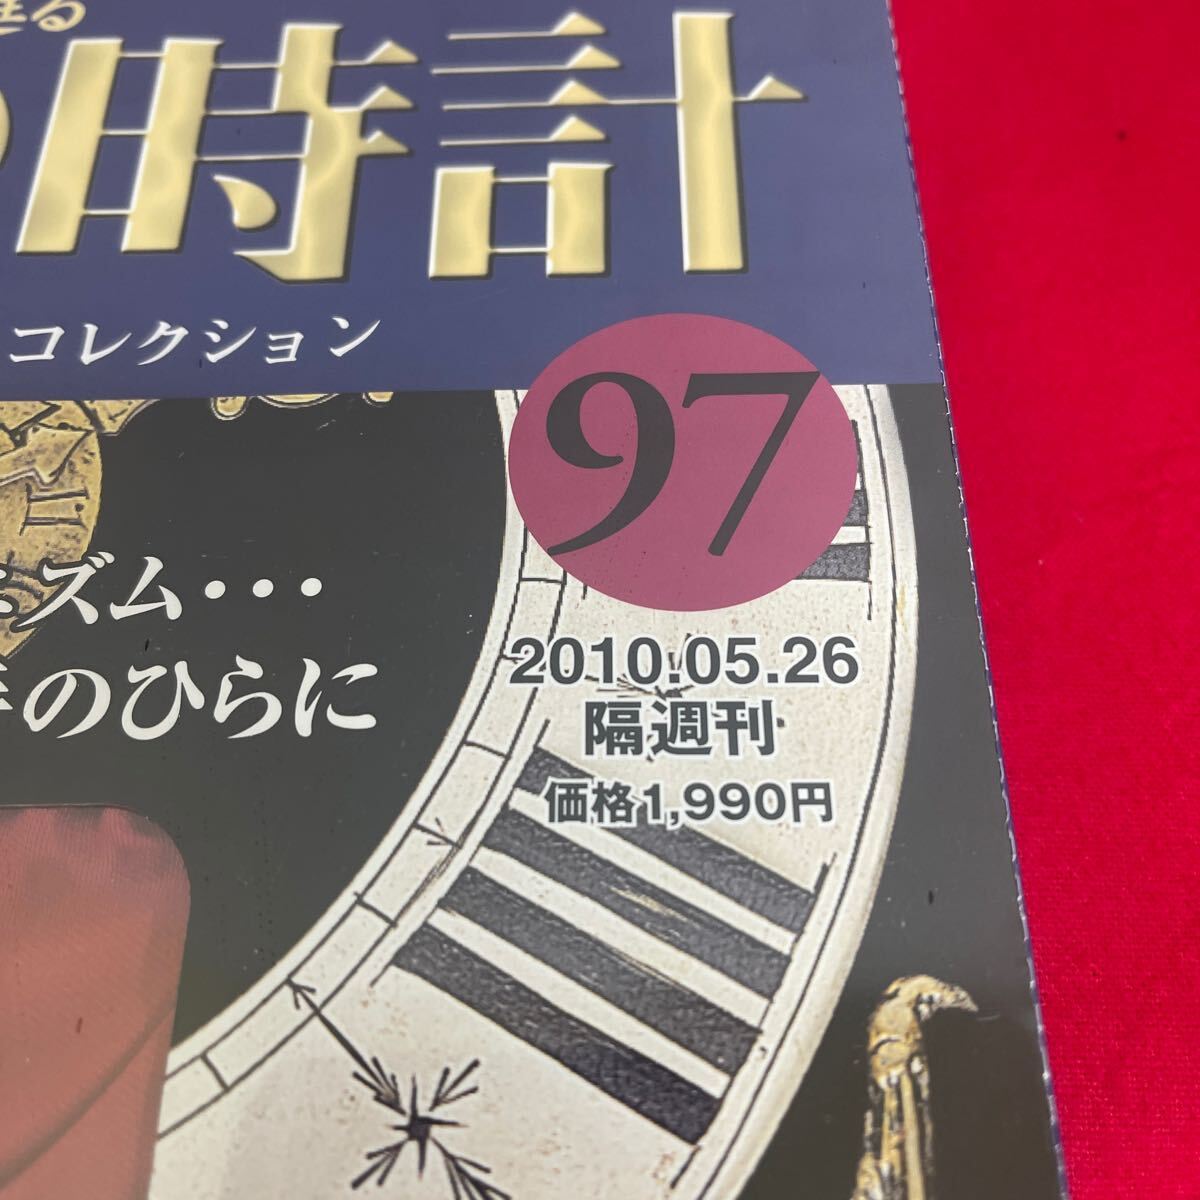 時計
コレクション
97
ズム・・・
のひらに
2010.05.26
隔週刊
価格1,990円